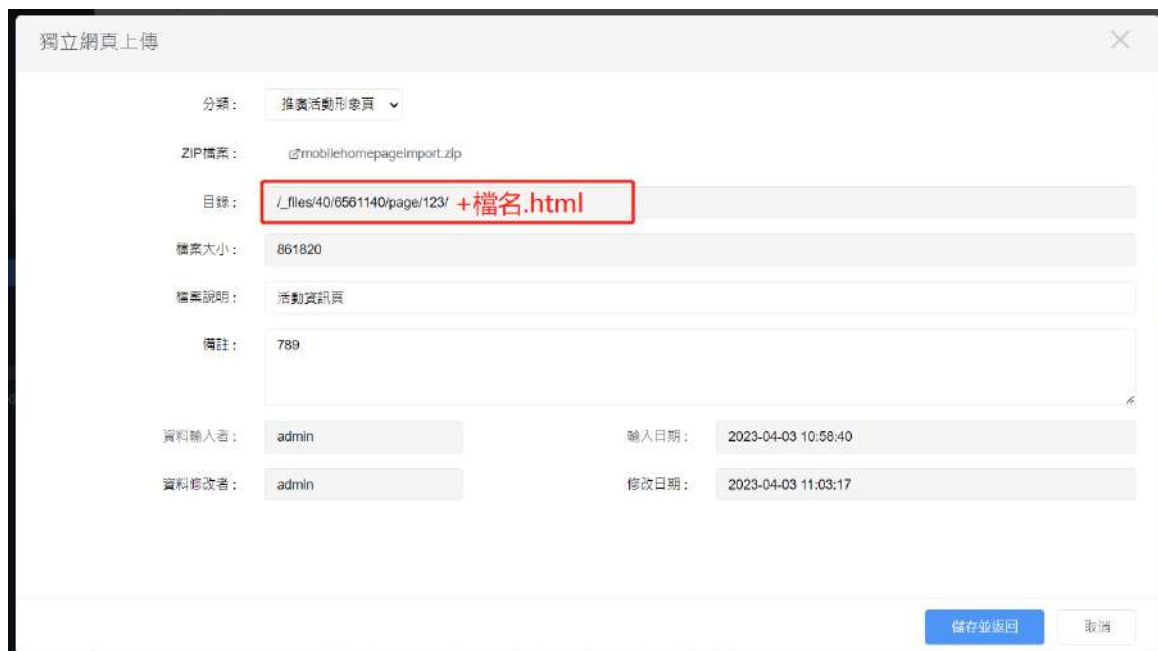 獨立網頁上傳
分類：
推廣活動形象頁
ZIP檔案：
mobilehomepageimport.zip
目錄：
/_files/40/6561140/page/123/ +檔名.html
檔案大小：
861820
檔案說明：
活動資訊頁
備註：
789
資料輸入者：
admin
輸入日期：
2023-04-03 10:58:40
資料修改者：
admin
修改日期：
2023-04-03 11:03:17
儲存並返回
取消